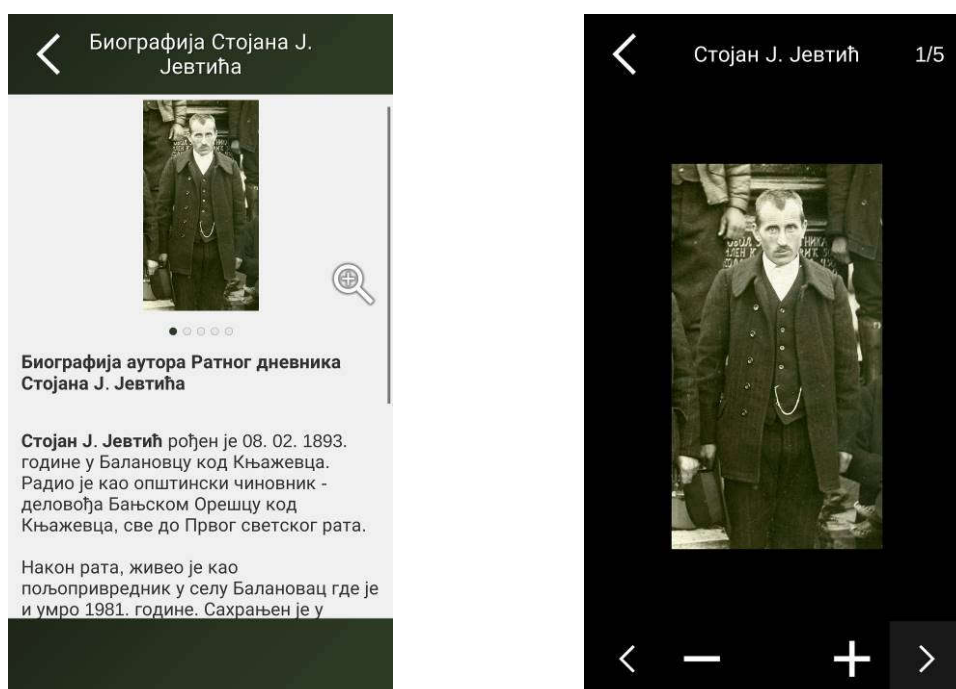 Биографија Стојана Ј.
Јевтића
Биографија аутора Ратног дневника
Стојана Ј. Јевтића
Стојан Ј. Јевтић рођен је 08. 02. 1893.
године у Балановцу код Књажевца.
Радио је као општински чиновник -
деловођа Бањском Орешцу код
Књажевца, све до Првог светског рата.
Након рата, живео је као
пољопривредник у селу Балановац где је
и умро 1981. године. Сахрањен је у
Стојан Ј. Јевтић 1/5